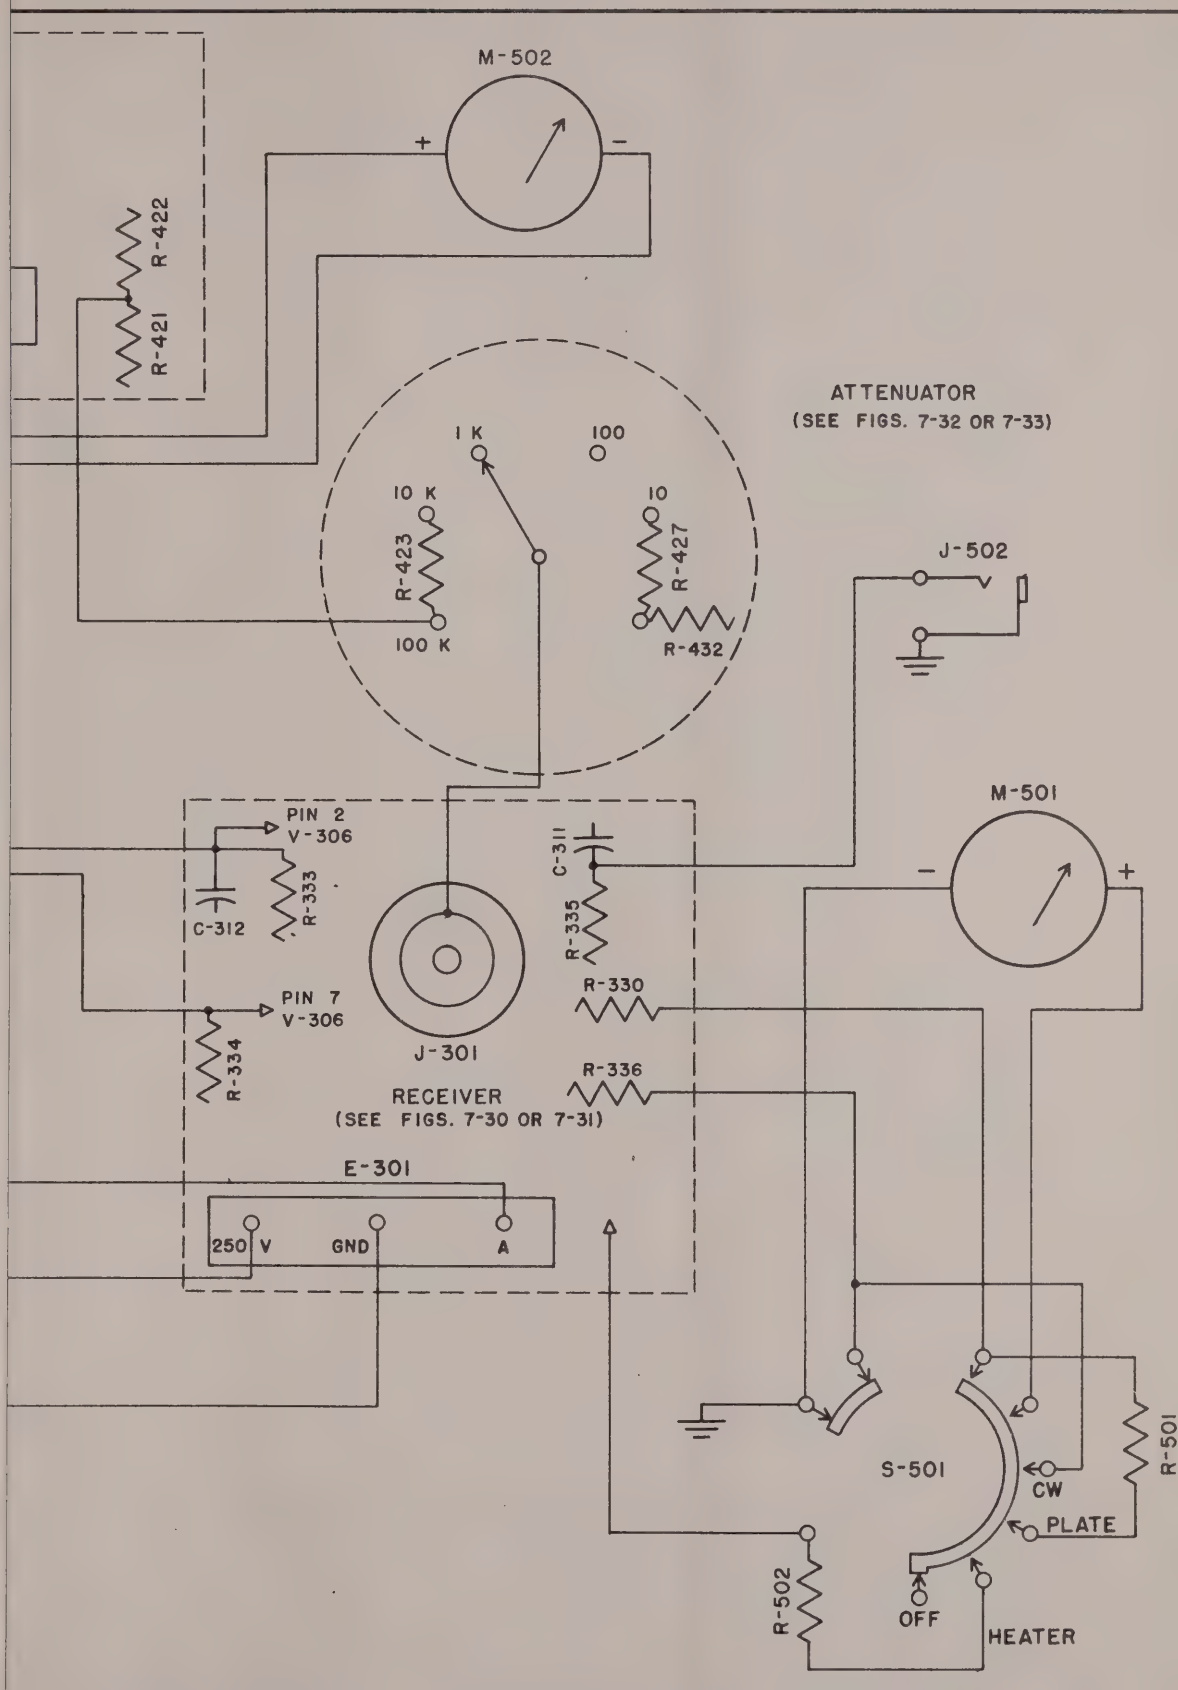 M-502
+
-
R-422
R-421
ATTENUATOR
(SEE FIGS. 7-32 OR 7-33)
1 K
100
10 K
10
R-423
R-427
100 K
R-432
J-502
M-501
-
+
PIN 2
V-306
C-311
R-333
C-312
R-335
R-330
PIN 7
V-306
R-334
J-301
R-336
RECEIVER
(SEE FIGS. 7-30 OR 7-31)
E-301
250 V
GND
A
S-501
R-501
CW
PLATE
R-502
OFF
HEATER